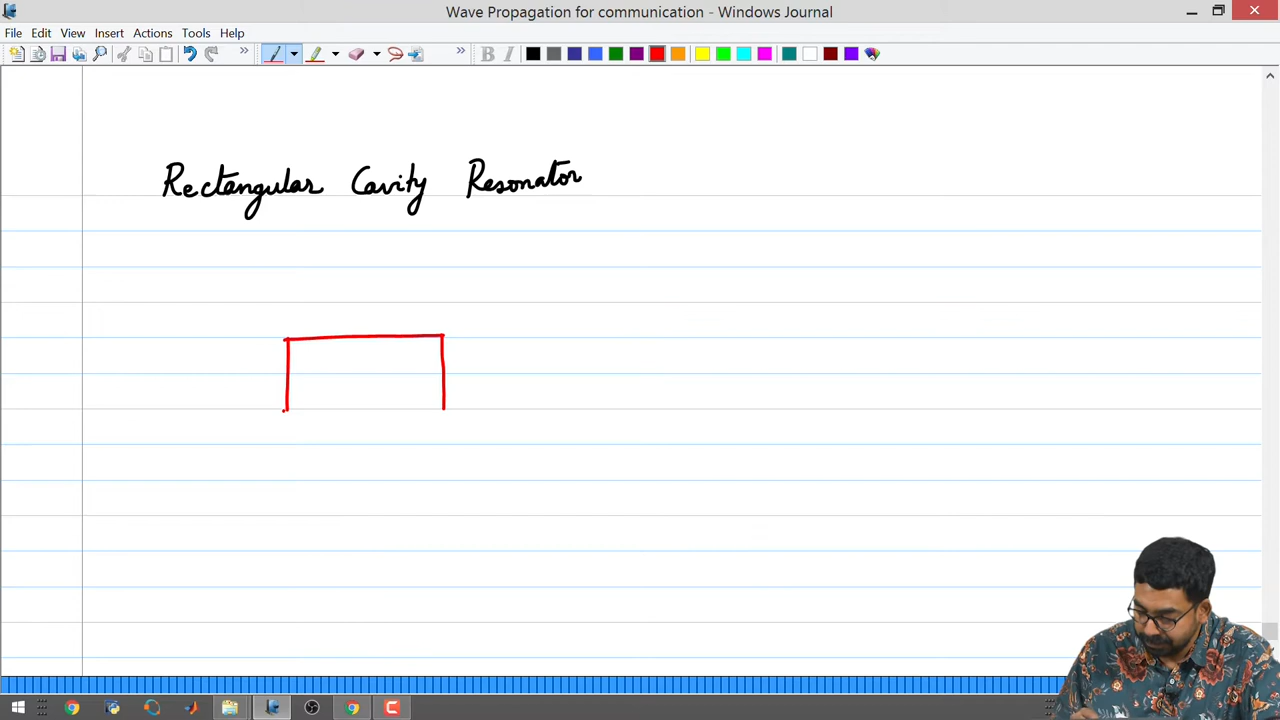 Wave Propagation for communication - Windows Journal
File Edit View Insert Actions Tools Help
» » B I »
Rectangular Cavity Resonator